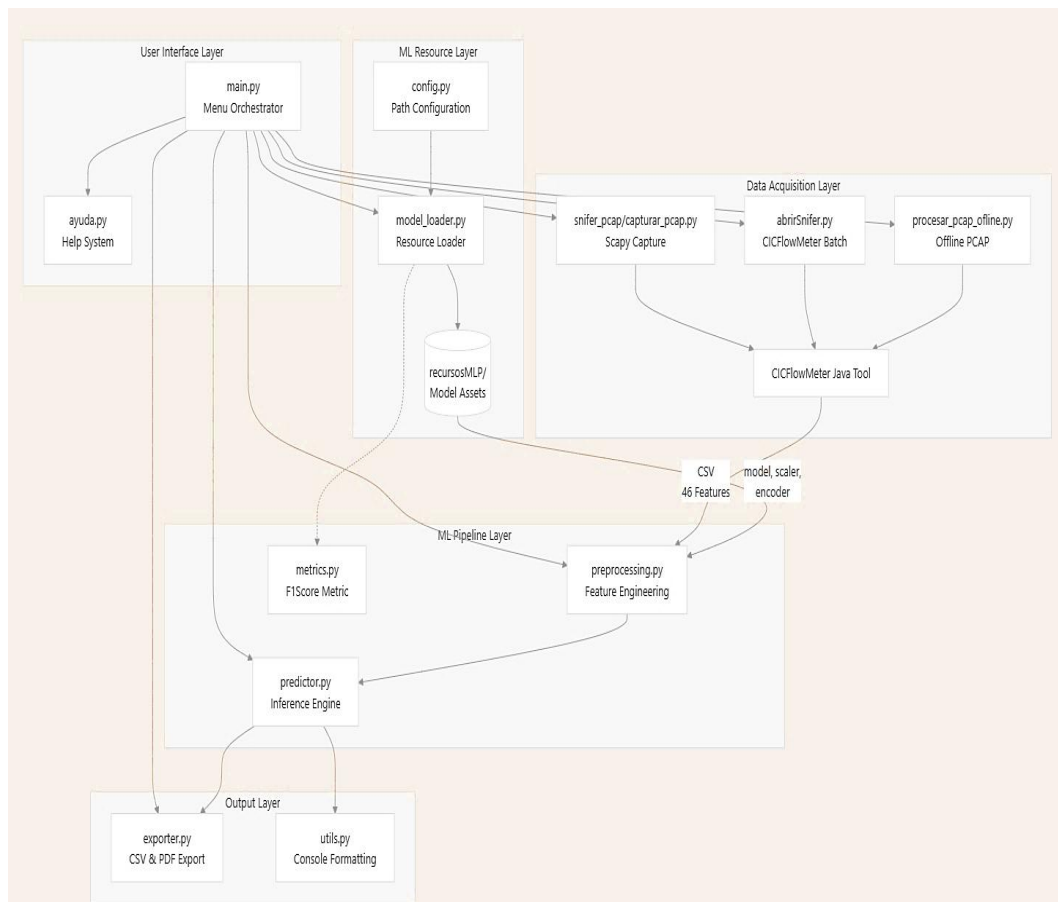 User Interface Layer
main.py
Menu Orchestrator
ayuda.py
Help System
ML Resource Layer
config.py
Path Configuration
model_loader.py
Resource Loader
recursosMLP/
Model Assets
Data Acquisition Layer
snifer_pcap/capturar_pcap.py
Scapy Capture
abrirSnifer.py
CICFlowMeter Batch
procesar_pcap_ofline.py
Offline PCAP
CICFlowMeter Java Tool
CSV
46 Features
model, scaler,
encoder
ML Pipeline Layer
metrics.py
F1Score Metric
preprocessing.py
Feature Engineering
predictor.py
Inference Engine
Output Layer
exporter.py
CSV & PDF Export
utils.py
Console Formatting